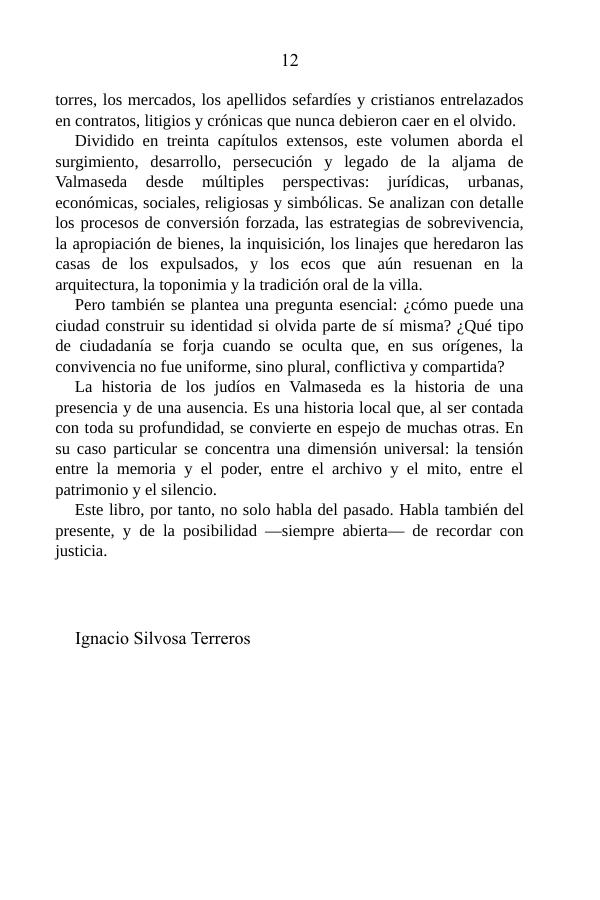 12
torres, los mercados, los apellidos sefardíes y cristianos entrelazados
en contratos, litigios y crónicas que nunca debieron caer en el olvido.
Dividido en treinta capítulos extensos, este volumen aborda el
surgimiento, desarrollo, persecución y legado de la aljama de
Valmaseda desde múltiples perspectivas: jurídicas, urbanas,
económicas, sociales, religiosas y simbólicas. Se analizan con detalle
los procesos de conversión forzada, las estrategias de sobrevivencia,
la apropiación de bienes, la inquisición, los linajes que heredaron las
casas de los expulsados, y los ecos que aún resuenan en la
arquitectura, la toponimia y la tradición oral de la villa.
Pero también se plantea una pregunta esencial: ¿cómo puede una
ciudad construir su identidad si olvida parte de sí misma? ¿Qué tipo
de ciudadanía se forja cuando se oculta que, en sus orígenes, la
convivencia no fue uniforme, sino plural, conflictiva y compartida?
La historia de los judíos en Valmaseda es la historia de una
presencia y de una ausencia. Es una historia local que, al ser contada
con toda su profundidad, se convierte en espejo de muchas otras. En
su caso particular se concentra una dimensión universal: la tensión
entre la memoria y el poder, entre el archivo y el mito, entre el
patrimonio y el silencio.
Este libro, por tanto, no solo habla del pasado. Habla también del
presente, y de la posibilidad —siempre abierta— de recordar con
justicia.
Ignacio Silvosa Terreros